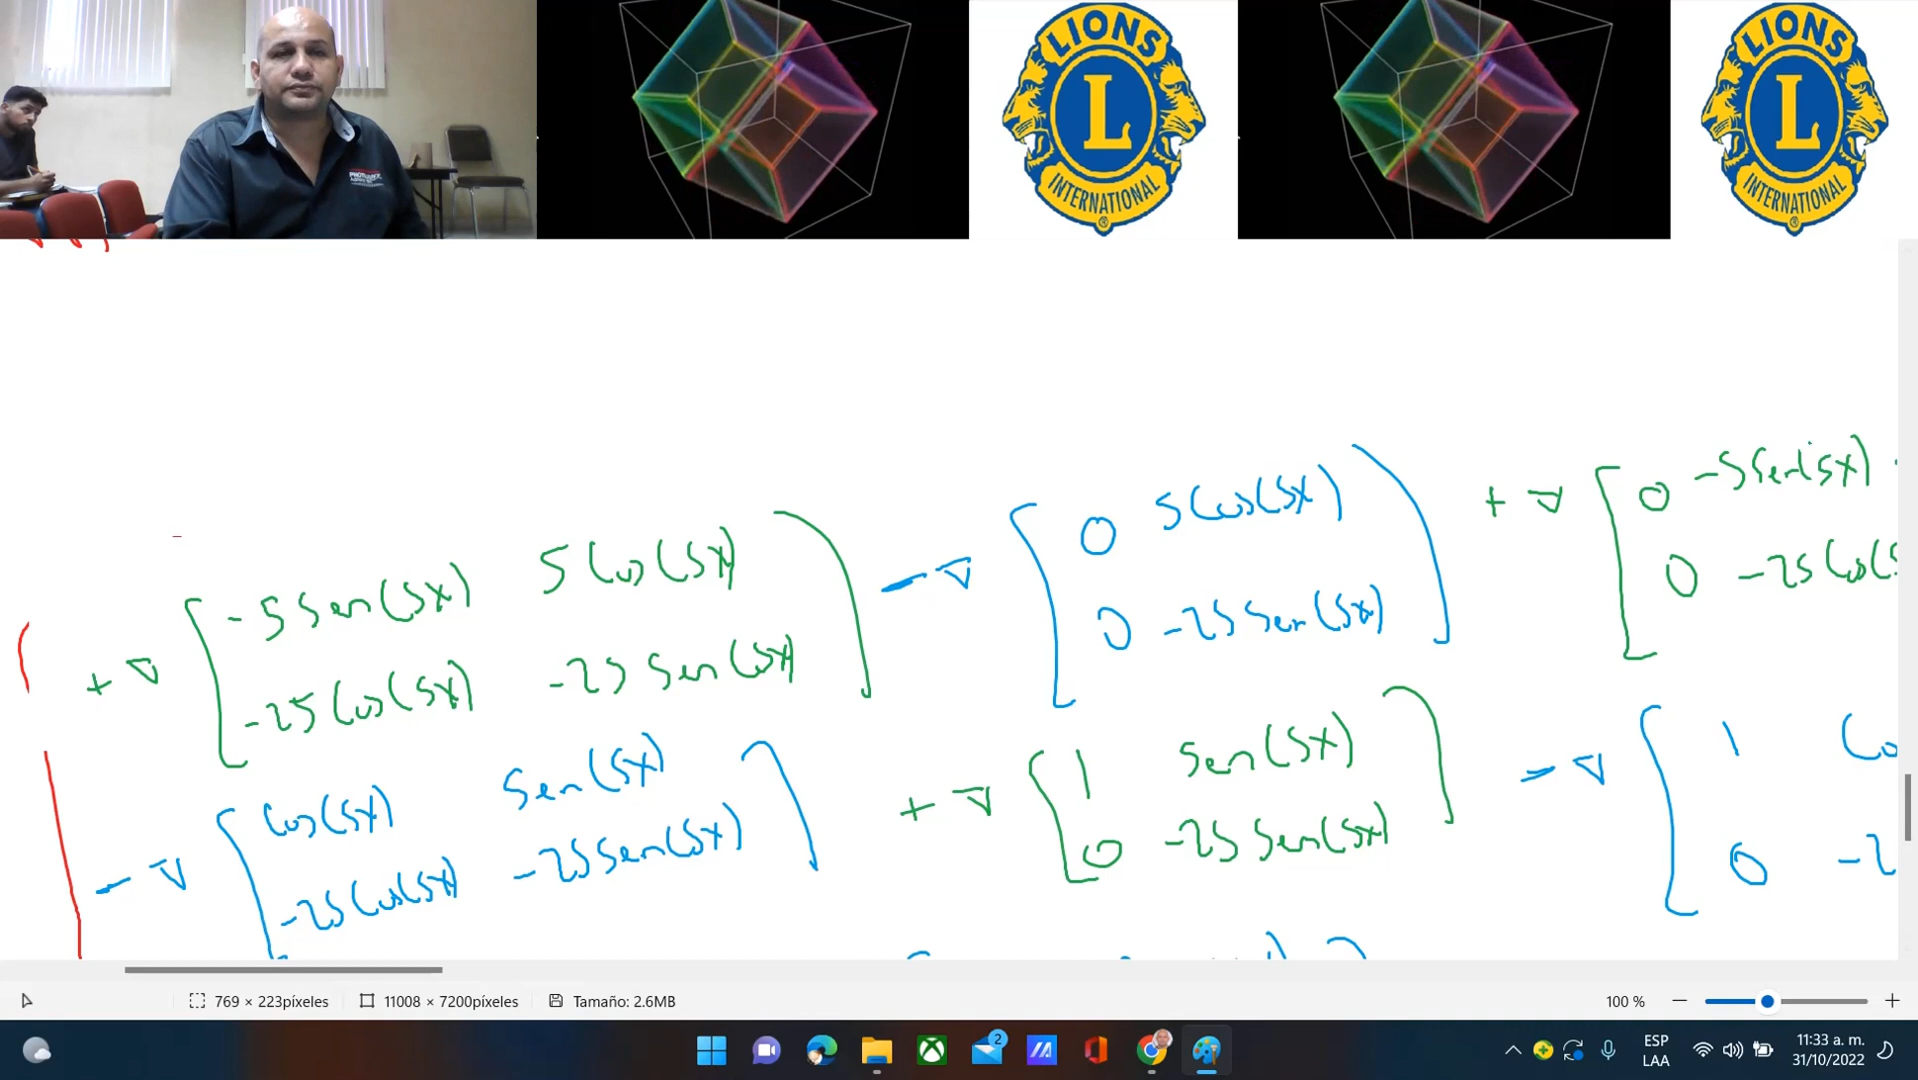 LIONS
L
INTERNATIONAL
®
LIONS
L
INTERNATIONAL
®
+ ∇ [ -5 Sen(5x) 5 Cos(5x) ]
-25 Cos(5x) -25 Sen(5x)
- ∇ [ 0 5 Cos(5x) ]
0 -25 Sen(5x)
+ ∇ [ 0 -5 Sen(5x)
0 -25 Cos(5
- ∇ [ Cos(5x) Sen(5x) ]
-25 Cos(5x) -25 Sen(5x)
+ ∇ [ 1 Sen(5x) ]
0 -25 Sen(5x)
- ∇ [ 1 Co
0 -2
769 × 223píxeles 11008 × 7200píxeles Tamaño: 2.6MB 100 %
2
ESP
LAA
11:33 a. m.
31/10/2022